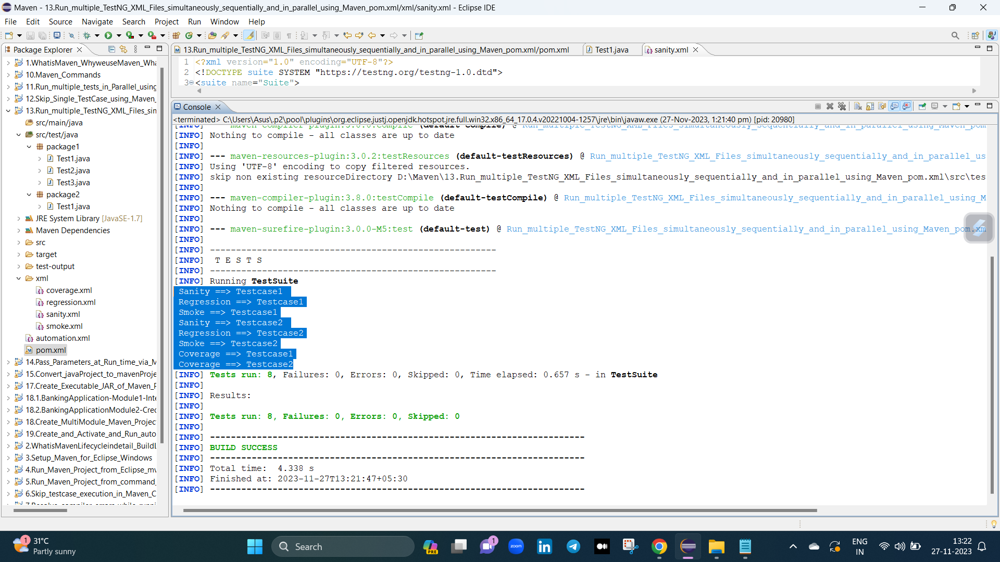 Maven - 13.Run_multiple_TestNG_XML_Files_simultaneously_sequentially_and_in_parallel_using_Maven_pom.xml/xml/sanity.xml - Eclipse IDE
File Edit Source Navigate Search Project Run Window Help
Package Explorer
1.WhatisMaven_WhyweuseMaven_Wha
10.Maven_Commands
11.Run_multiple_tests_in_Parallel_using
12.Skip_Single_TestCase_using_Maven_
13.Run_multiple_TestNG_XML_Files_sim
src/main/java
src/test/java
package1
Test1.java
Test2.java
Test3.java
package2
Test1.java
JRE System Library [JavaSE-1.7]
Maven Dependencies
src
target
test-output
xml
coverage.xml
regression.xml
sanity.xml
smoke.xml
automation.xml
pom.xml
14.Pass_Parameters_at_Run_time_via_M
15.Convert_javaProject_to_mavenProje
17.Create_Executable_JAR_of_Maven_P
18.1.BankingApplication-Module1-Inte
18.2.BankingApplicationModule2-Cred
18.Create_MultiModule_Maven_Project
19.Create_and_Activate_and_Run_auto
2.WhatisMavenLifecycleindetail_BuildL
3.Setup_Maven_for_Eclipse_Windows
4.Run_Maven_Project_from_Eclipse_mv
5.Run_Maven_Project_from_command_
6.Skip_testcase_execution_in_Maven_C
13.Run_multiple_TestNG_XML_Files_simultaneously_sequentially_and_in_parallel_using_Maven_pom.xml/pom.xml Test1.java sanity.xml
1 <?xml version="1.0" encoding="UTF-8"?>
2 <!DOCTYPE suite SYSTEM "https://testng.org/testng-1.0.dtd">
3 <suite name="Suite">
Console
<terminated> C:\Users\Asus\.p2\pool\plugins\org.eclipse.justj.openjdk.hotspot.jre.full.win32.x86_64_17.0.4.v20221004-1257\jre\bin\javaw.exe (27-Nov-2023, 1:21:40 pm) [pid: 20980]
[INFO] Nothing to compile - all classes are up to date
[INFO]
[INFO] --- maven-resources-plugin:3.0.2:testResources (default-testResources) @ Run_multiple_TestNG_XML_Files_simultaneously_sequentially_and_in_parallel_us
[INFO] Using 'UTF-8' encoding to copy filtered resources.
[INFO] skip non existing resourceDirectory D:\Maven\13.Run_multiple_TestNG_XML_Files_simultaneously_sequentially_and_in_parallel_using_Maven_pom.xml\src\tes
[INFO]
[INFO] --- maven-compiler-plugin:3.8.0:testCompile (default-testCompile) @ Run_multiple_TestNG_XML_Files_simultaneously_sequentially_and_in_parallel_using_M
[INFO] Nothing to compile - all classes are up to date
[INFO]
[INFO] --- maven-surefire-plugin:3.0.0-M5:test (default-test) @ Run_multiple_TestNG_XML_Files_simultaneously_sequentially_and_in_parallel_using_Maven_pom.xm
[INFO]
[INFO] -------------------------------------------------------
[INFO]  T E S T S
[INFO] -------------------------------------------------------
[INFO] Running TestSuite
Sanity ==> Testcase1
Regression ==> Testcase1
Smoke ==> Testcase1
Sanity ==> Testcase2
Regression ==> Testcase2
Smoke ==> Testcase2
Coverage ==> Testcase1
Coverage ==> Testcase2
[INFO] Tests run: 8, Failures: 0, Errors: 0, Skipped: 0, Time elapsed: 0.657 s - in TestSuite
[INFO]
[INFO] Results:
[INFO]
[INFO] Tests run: 8, Failures: 0, Errors: 0, Skipped: 0
[INFO]
[INFO] ------------------------------------------------------------------------
[INFO] BUILD SUCCESS
[INFO] ------------------------------------------------------------------------
[INFO] Total time:  4.338 s
[INFO] Finished at: 2023-11-27T13:21:47+05:30
[INFO] ------------------------------------------------------------------------
1 31°C
Partly sunny
Search
PRE
1
zoom
ENG
IN
13:22
27-11-2023